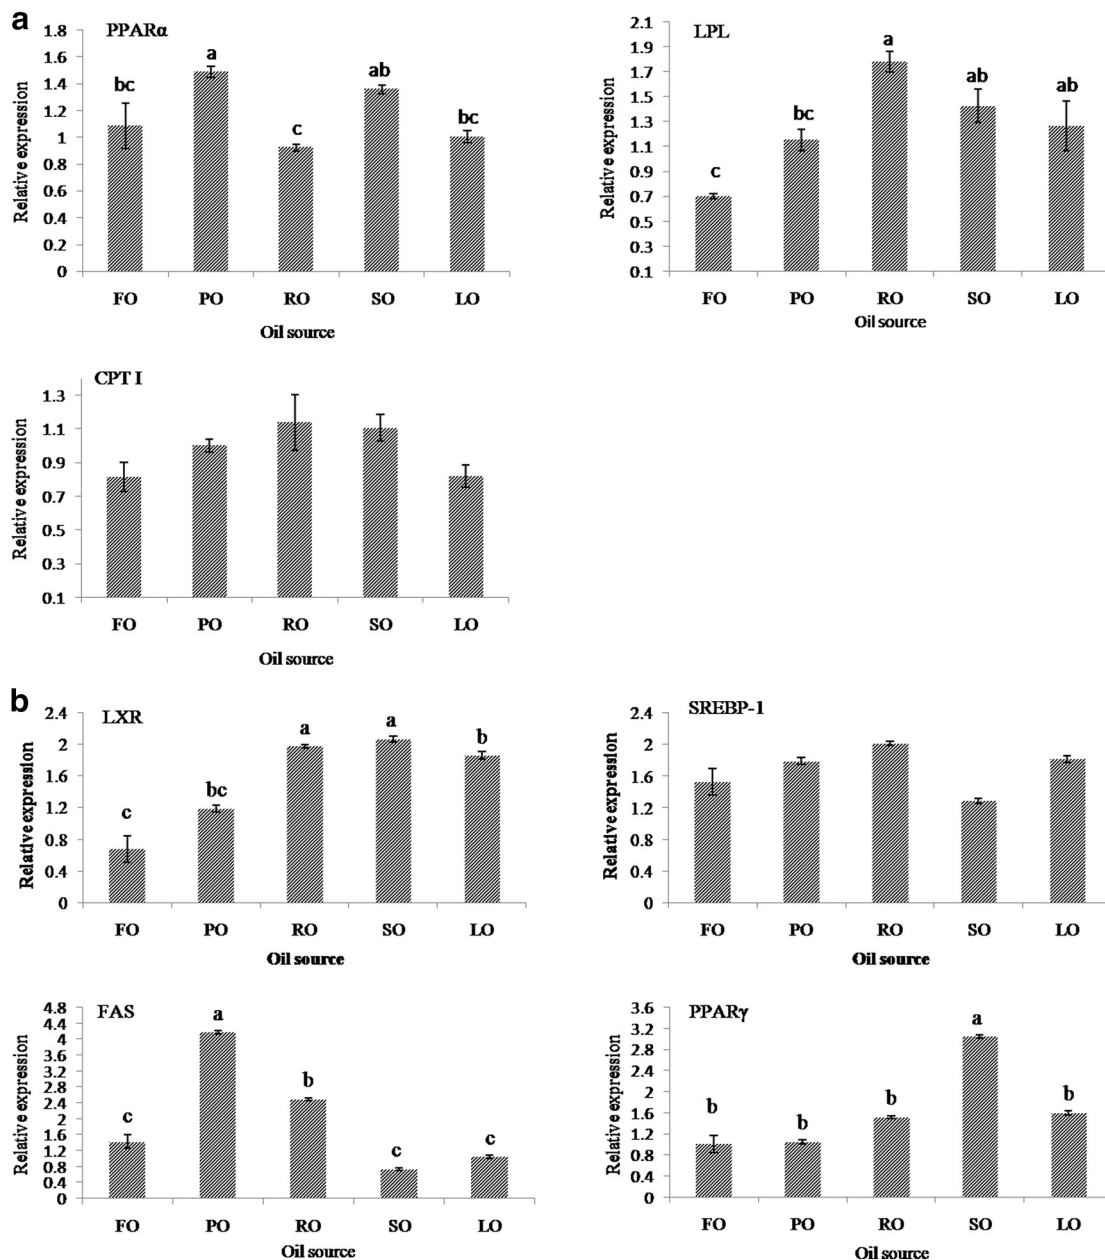 a
PPARα
Relative expression
1.8
1.6
1.4
1.2
1
0.8
0.6
0.4
0.2
0
bc
a
c
ab
bc
FO PO RO SO LO
Oil source
LPL
Relative expression
2.1
1.9
1.7
1.5
1.3
1.1
0.9
0.7
0.5
0.3
0.1
c
bc
a
ab
ab
FO PO RO SO LO
Oil source
CPT I
Relative expression
1.3
1.1
0.9
0.7
0.5
0.3
0.1
FO PO RO SO LO
Oil source
b
LXR
Relative expression
2.4
2
1.6
1.2
0.8
0.4
0
c
bc
a
a
b
FO PO RO SO LO
Oil source
SREBP-1
Relative expression
2.4
2
1.6
1.2
0.8
0.4
0
FO PO RO SO LO
Oil source
FAS
Relative expression
4.8
4.4
4
3.6
3.2
2.8
2.4
2
1.6
1.2
0.8
0.4
0
c
a
b
c
c
FO PO RO SO LO
Oil source
PPARγ
Relative expression
3.6
3.2
2.8
2.4
2
1.6
1.2
0.8
0.4
0
b
b
b
a
b
FO PO RO SO LO
Oil source